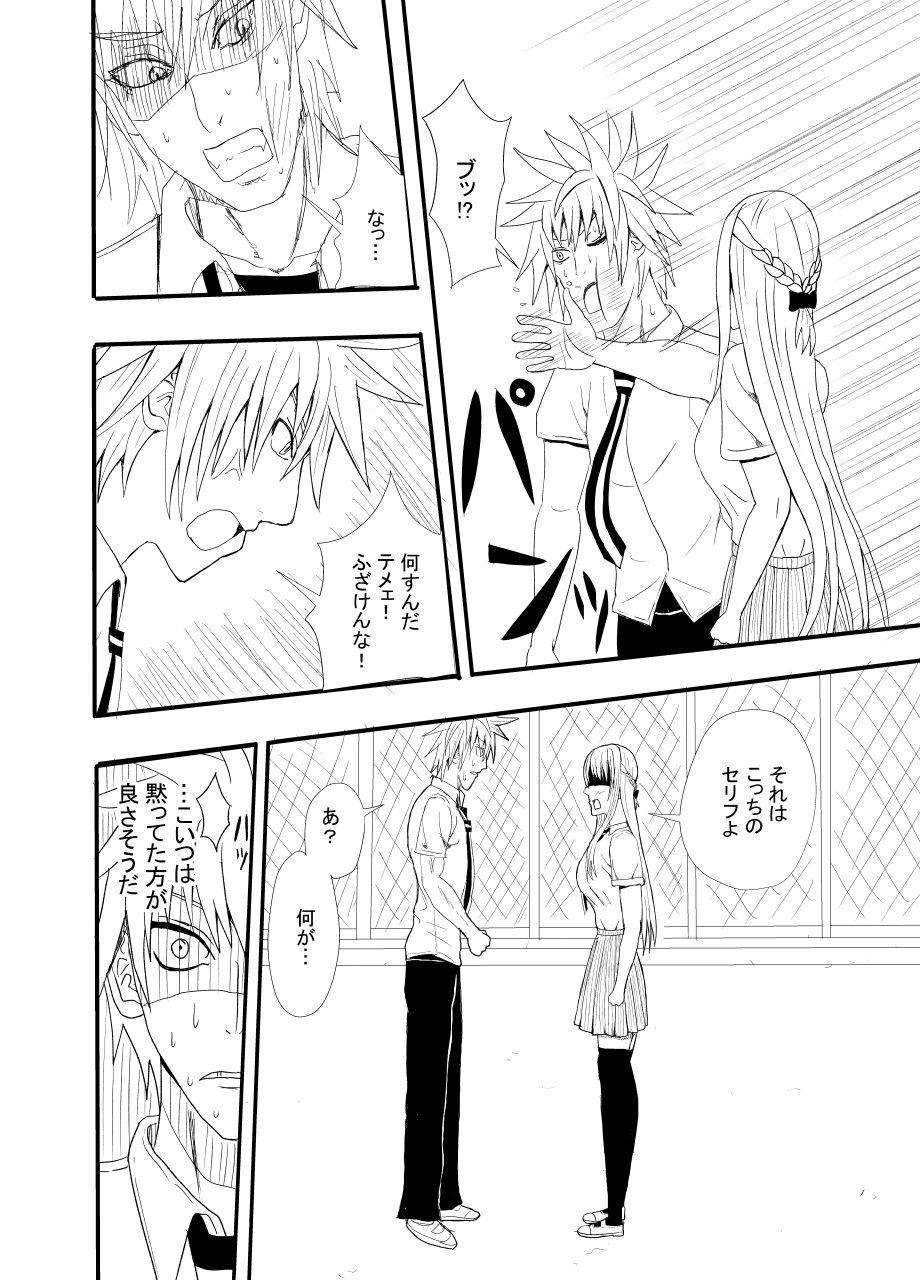 ブッ!?
パンッ
なっ…
何すんだ
テメェ!
ふざけんな!
それは
こっちの
セリフよ
あ?
何が…
…こいつは
黙ってた方が
良さそうだ